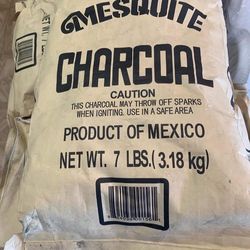 MESQUITE
CHARCOAL
CAUTION
THIS CHARCOAL MAY THROW OFF SPARKS
WHEN IGNITING. USE IN A SAFE AREA
PRODUCT OF MEXICO
NET WT. 7 LBS.(3.18 kg)